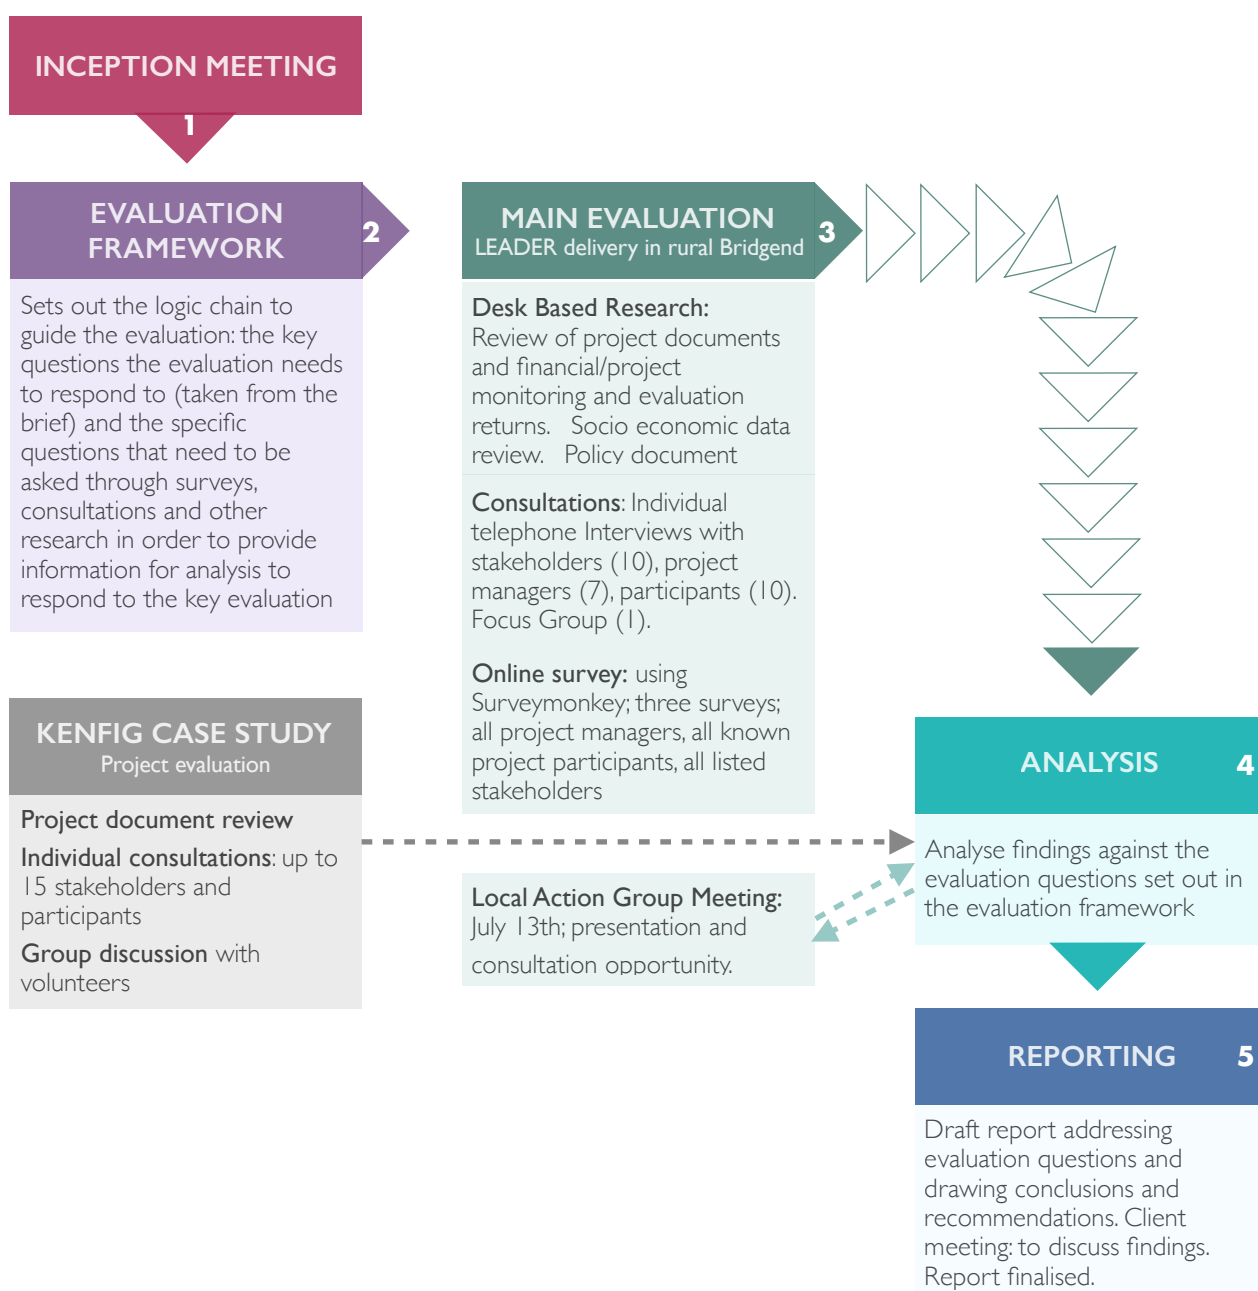 INCEPTION MEETING
1
EVALUATION
FRAMEWORK
2
Sets out the logic chain to
guide the evaluation: the key
questions the evaluation needs
to respond to (taken from the
brief) and the specific
questions that need to be
asked through surveys,
consultations and other
research in order to provide
information for analysis to
respond to the key evaluation
KENFIG CASE STUDY
Project evaluation
Project document review
Individual consultations: up to
15 stakeholders and
participants
Group discussion with
volunteers
MAIN EVALUATION
LEADER delivery in rural Bridgend
3
Desk Based Research:
Review of project documents
and financial/project
monitoring and evaluation
returns. Socio economic data
review. Policy document
Consultations: Individual
telephone Interviews with
stakeholders (10), project
managers (7), participants (10).
Focus Group (1).
Online survey: using
Surveymonkey; three surveys;
all project managers, all known
project participants, all listed
stakeholders
Local Action Group Meeting:
July 13th; presentation and
consultation opportunity.
ANALYSIS
4
Analyse findings against the
evaluation questions set out in
the evaluation framework
REPORTING
5
Draft report addressing
evaluation questions and
drawing conclusions and
recommendations. Client
meeting: to discuss findings.
Report finalised.